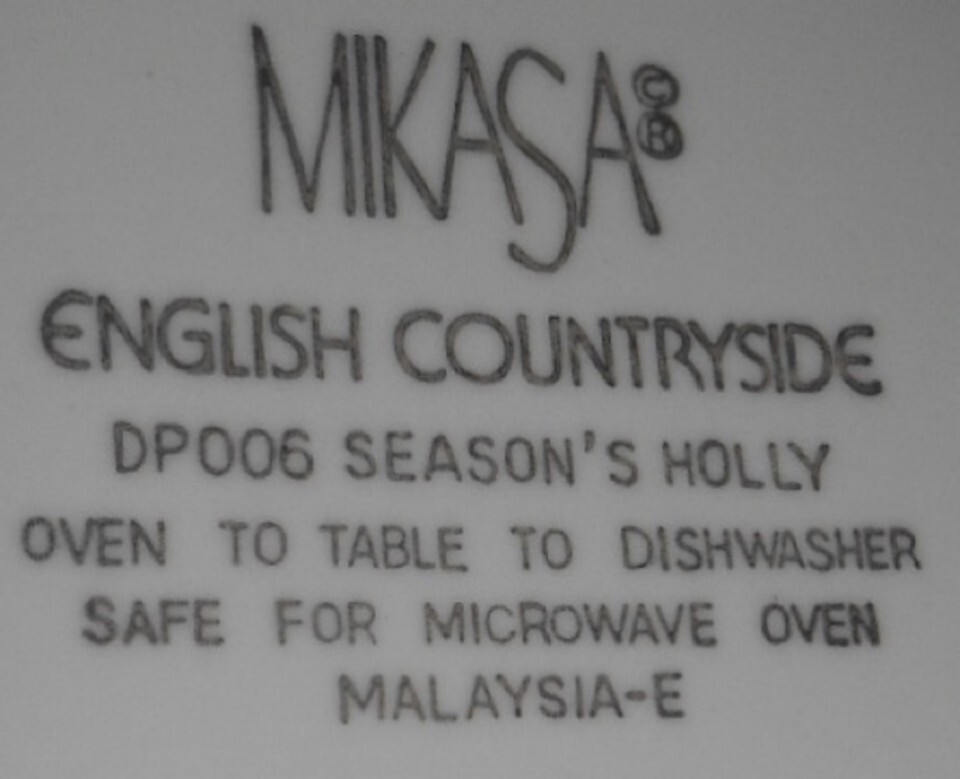 MIKASA©®
ENGLISH COUNTRYSIDE
DP006 SEASON'S HOLLY
OVEN TO TABLE TO DISHWASHER
SAFE FOR MICROWAVE OVEN
MALAYSIA-E